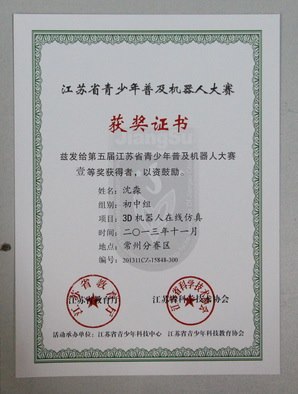 江苏省青少年普及机器人大赛
获奖证书
兹发给第五届江苏省青少年普及机器人大赛
壹等奖获得者，以资鼓励。
姓名：沈淼
组别：初中组
项目：3D机器人在线仿真
时间：二〇一三年十一月
地点：常州分赛区
编号：201311CZ-15848-300
江苏省教育厅 江苏省科学技术协会
活动承办单位：江苏省青少年科技中心 江苏省青少年科技教育协会